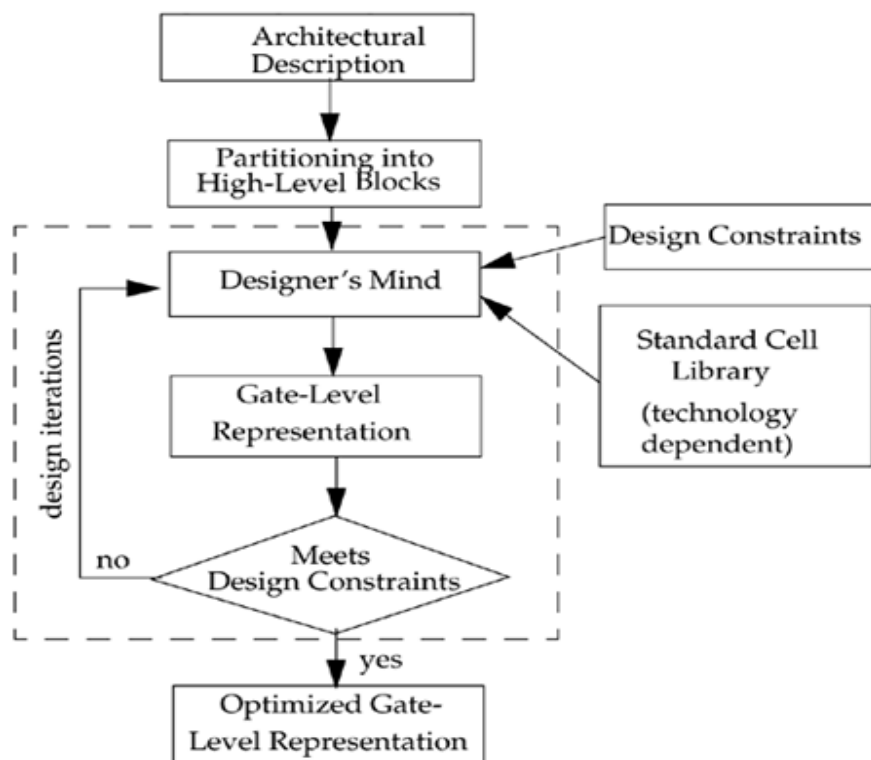 Architectural
Description
Partitioning into
High-Level Blocks
Designer's Mind
Design Constraints
Standard Cell
Library
(technology
dependent)
Gate-Level
Representation
design iterations
Meets
Design Constraints
no
yes
Optimized Gate-
Level Representation